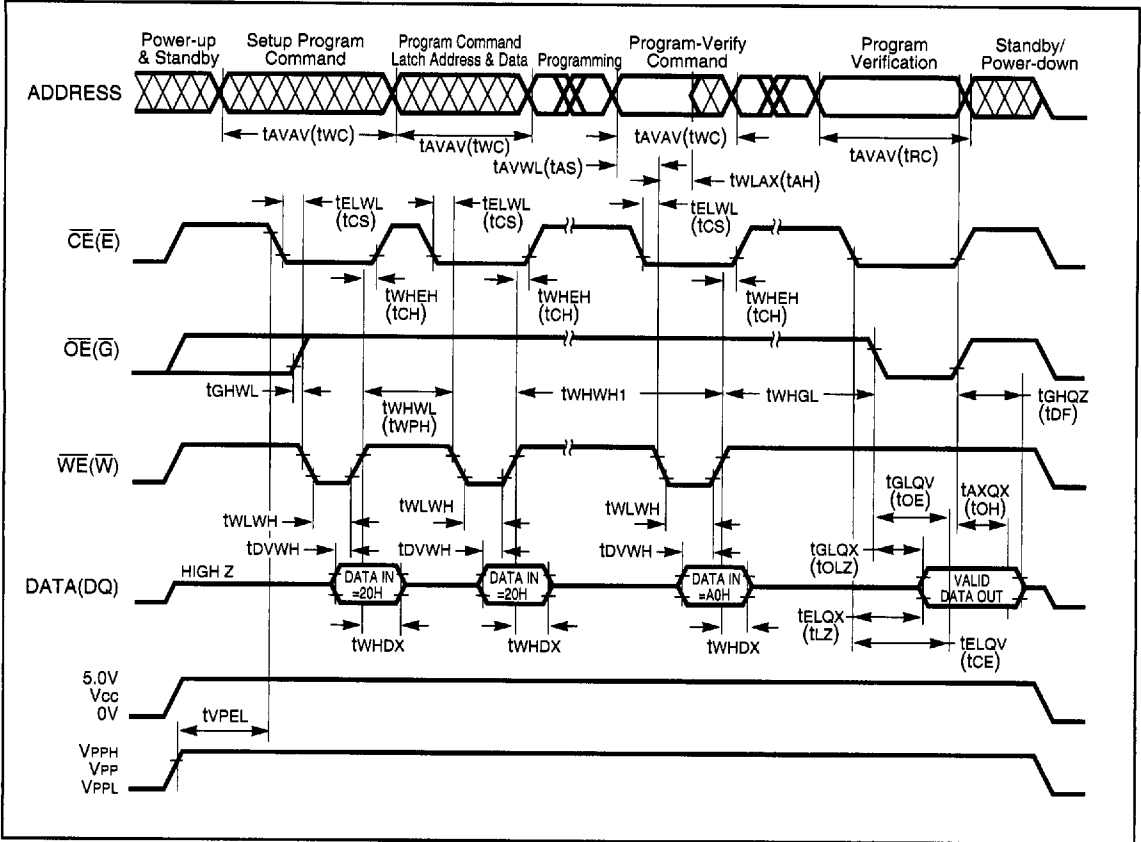 Power-up & Standby
Setup Program Command
Program Command Latch Address & Data
Programming
Program-Verify Command
Program Verification
Standby/ Power-down
ADDRESS
tAVAV(tWC)
tAVAV(tWC)
tAVAV(tWC)
tAVAV(tRC)
tAVWL(tAS)
tWLAX(tAH)
tELWL (tCS)
tELWL (tCS)
tELWL (tCS)
CE(E)
tWHEH (tCH)
tWHEH (tCH)
tWHEH (tCH)
OE(G)
tGHWL
tWHWL (tWPH)
tWHWH1
tWHGL
tGHQZ (tDF)
WE(W)
tWLWH
tWLWH
tWLWH
tGLQV (tOE)
tAXQX (tOH)
tDVWH
tDVWH
tDVWH
tGLQX (tOLZ)
DATA(DQ)
HIGH Z
DATA IN =20H
DATA IN =20H
DATA IN =A0H
VALID DATA OUT
tWHDX
tWHDX
tWHDX
tELQX (tLZ)
tELQV (tCE)
5.0V
Vcc
0V
tVPEL
VPPH
VPP
VPPL